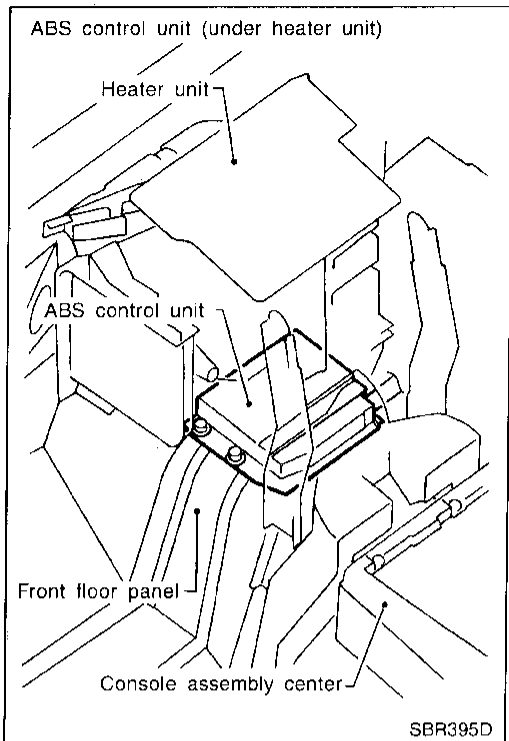 ABS control unit (under heater unit)
Heater unit
ABS control unit
Front floor panel
Console assembly center
SBR395D